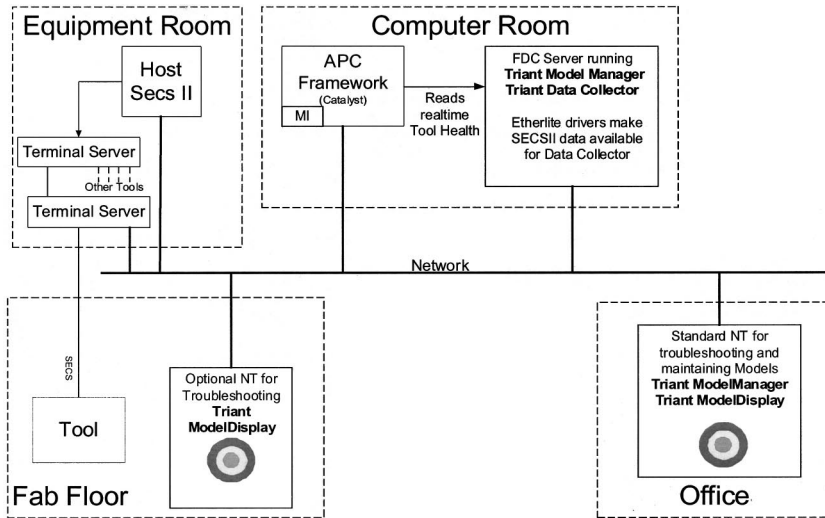 Equipment Room
Host
Secs II
Terminal Server
Other Tools
Terminal Server
Computer Room
APC
Framework
(Catalyst)
MI
Reads
realtime
Tool Health
FDC Server running
Triant Model Manager
Triant Data Collector
Etherlite drivers make
SECSII data available
for Data Collector
Network
SECS
Tool
Optional NT for
Troubleshooting
Triant
ModelDisplay
Fab Floor
Standard NT for
troubleshooting and
maintaining Models
Triant ModelManager
Triant ModelDisplay
Office